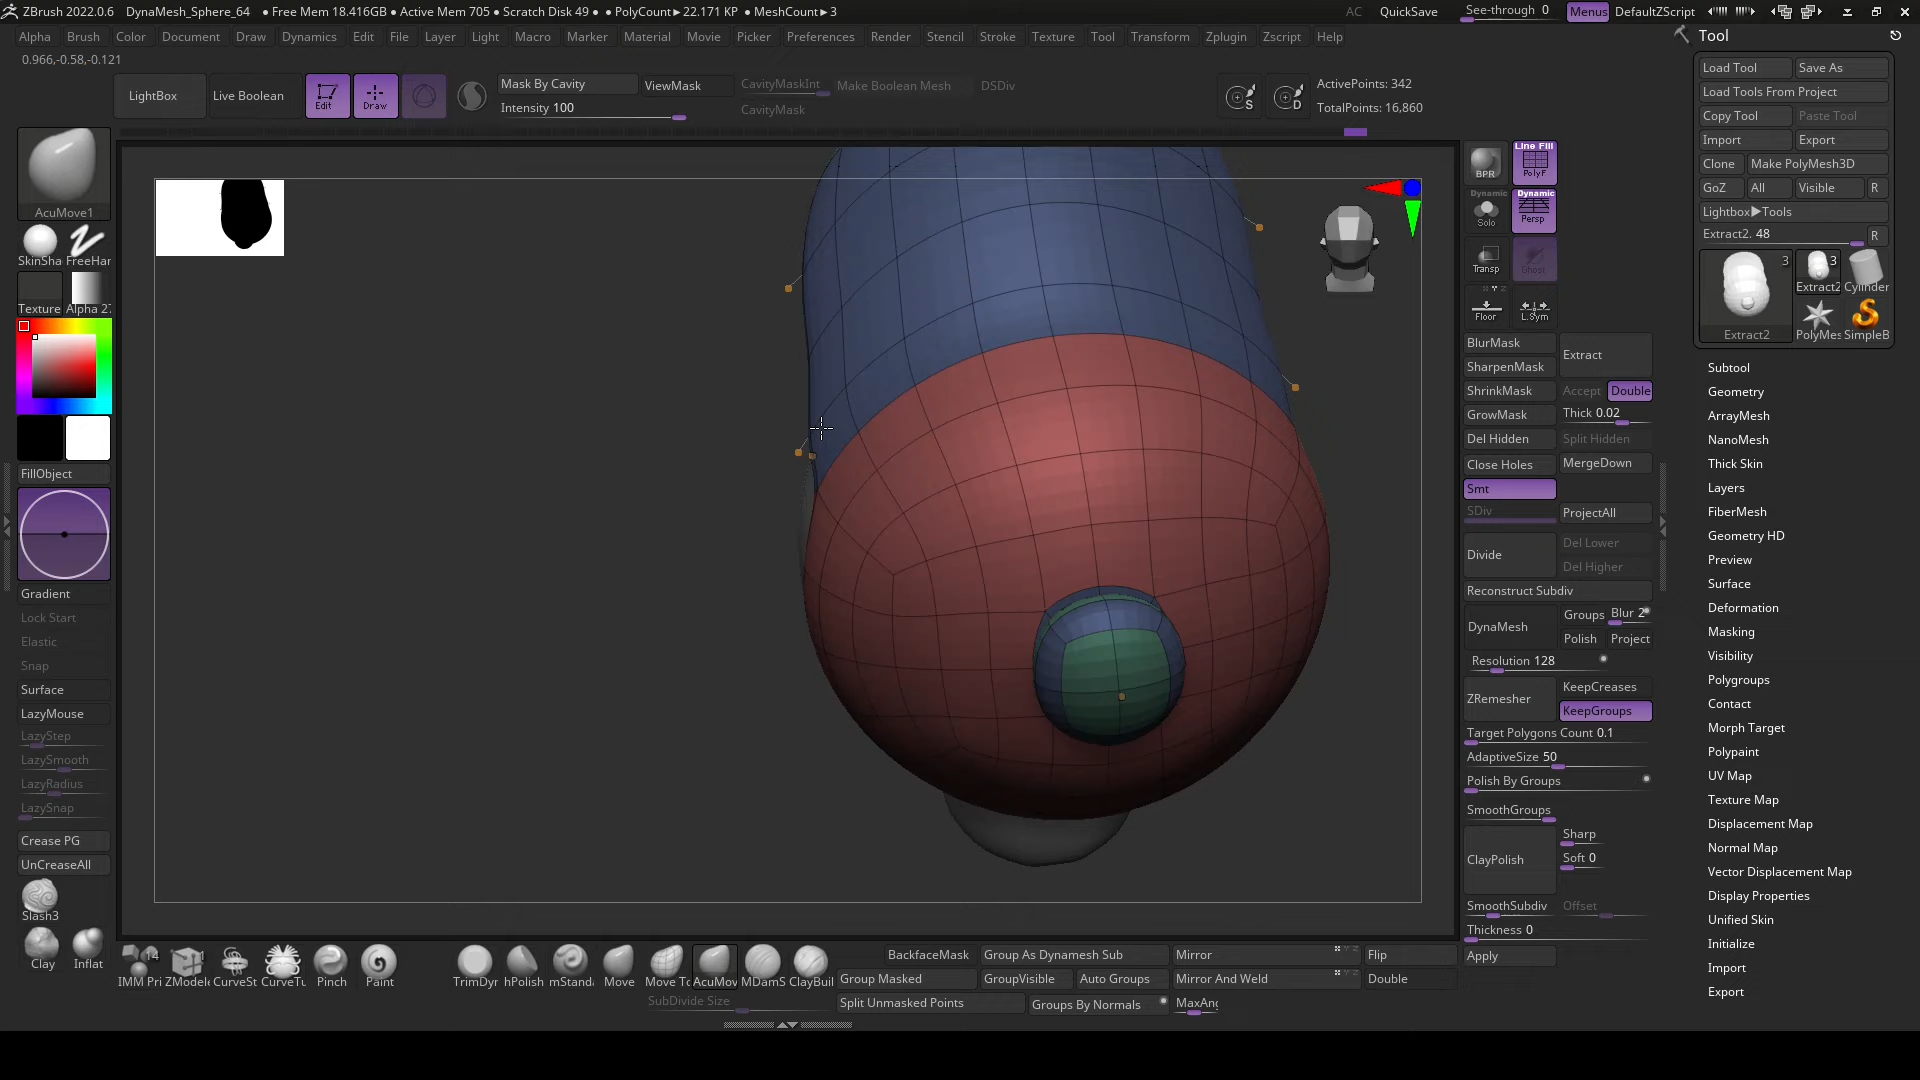 ZBrush 2022.0.6 DynaMesh_Sphere_64 ● Free Mem 18.416GB ● Active Mem 705 ● Scratch Disk 49 ● ● PolyCount► 22.171 KP ● MeshCount► 3 AC QuickSave See-through 0 Menus DefaultZScript
Alpha Brush Color Document Draw Dynamics Edit File Layer Light Macro Marker Material Movie Picker Preferences Render Stencil Stroke Texture Tool Transform Zplugin Zscript Help
0.966,-0.58,-0.121
LightBox Live Boolean Edit Draw
Mask By Cavity ViewMask CavityMaskInt Make Boolean Mesh DSDiv
Intensity 100 CavityMask
S D
ActivePoints: 342
TotalPoints: 16,860
AcuMove1
SkinSha FreeHar
Texture Alpha 2
FillObject
Gradient
Lock Start
Elastic
Snap
Surface
LazyMouse
LazyStep
LazySmooth
LazyRadius
LazySnap
Crease PG
UnCreaseAll
Slash3
Clay Inflat
BPR Line Fill PolyF
Dynamic Solo Dynamic Persp
Transp Ghost
Floor L.Sym
BlurMask Extract
SharpenMask
ShrinkMask Accept Double
GrowMask Thick 0.02
Del Hidden Split Hidden
Close Holes MergeDown
Smt
SDiv ProjectAll
Divide Del Lower
Del Higher
Reconstruct Subdiv
DynaMesh Groups Blur 2
Polish Project
Resolution 128
ZRemesher KeepCreases
KeepGroups
Target Polygons Count 0.1
AdaptiveSize 50
Polish By Groups
SmoothGroups
ClayPolish Sharp
Soft 0
SmoothSubdiv Offset
Thickness 0
Apply
14
IMM Pri ZModel CurveSt CurveTu Pinch Paint TrimDyr hPolish mStand Move Move To AcuMov MDamS ClayBuil
SubDivide Size
BackfaceMask Group As Dynamesh Sub Mirror Flip
Group Masked GroupVisible Auto Groups Mirror And Weld Double
Split Unmasked Points Groups By Normals MaxAng
Tool
Load Tool Save As
Load Tools From Project
Copy Tool Paste Tool
Import Export
Clone Make PolyMesh3D
GoZ All Visible R
Lightbox►Tools
Extract2. 48 R
3 3
Extract2 Cylinder
Extract2 PolyMes SimpleB
Subtool
Geometry
ArrayMesh
NanoMesh
Thick Skin
Layers
FiberMesh
Geometry HD
Preview
Surface
Deformation
Masking
Visibility
Polygroups
Contact
Morph Target
Polypaint
UV Map
Texture Map
Displacement Map
Normal Map
Vector Displacement Map
Display Properties
Unified Skin
Initialize
Import
Export